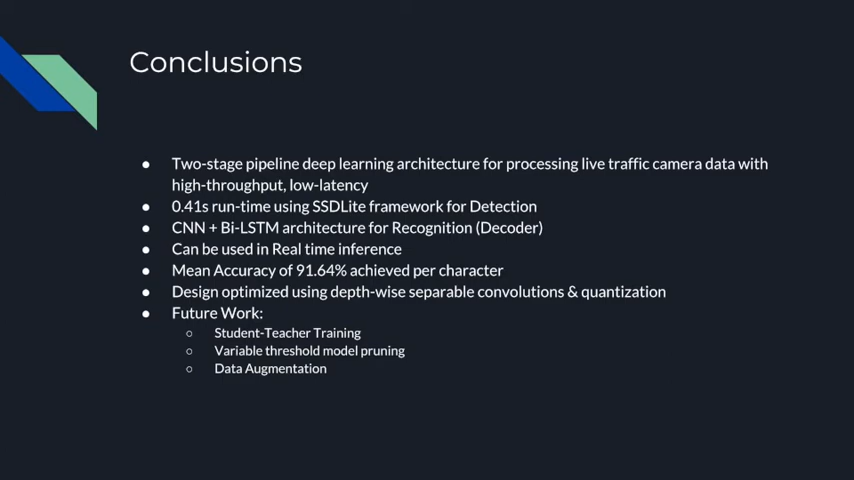 Conclusions
● Two-stage pipeline deep learning architecture for processing live traffic camera data with
high-throughput, low-latency
● 0.41s run-time using SSDLite framework for Detection
● CNN + Bi-LSTM architecture for Recognition (Decoder)
● Can be used in Real time inference
● Mean Accuracy of 91.64% achieved per character
● Design optimized using depth-wise separable convolutions & quantization
● Future Work:
○ Student-Teacher Training
○ Variable threshold model pruning
○ Data Augmentation